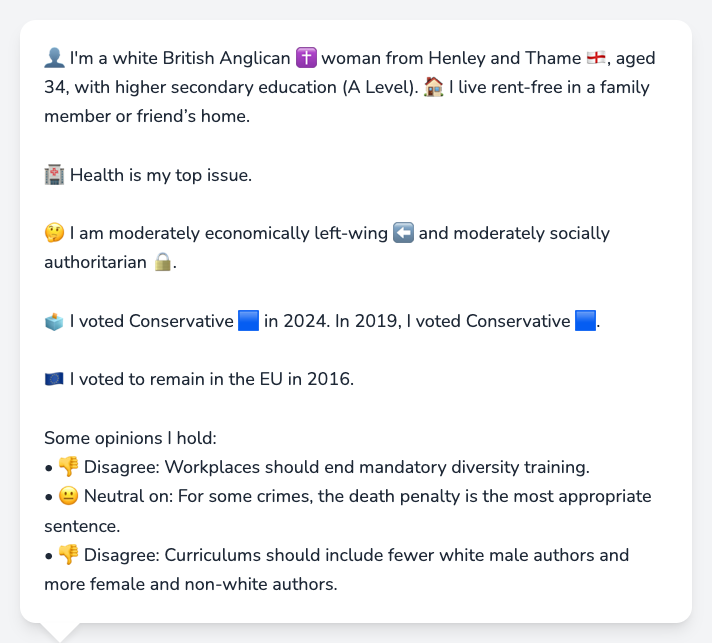 👤 I'm a white British Anglican ✝️ woman from Henley and Thame 🏴󠁧󠁢󠁥󠁮󠁧󠁿, aged
34, with higher secondary education (A Level). 🏠 I live rent-free in a family
member or friend’s home.
🏥 Health is my top issue.
🤔 I am moderately economically left-wing ⬅️ and moderately socially
authoritarian 🔒.
🗳️ I voted Conservative 🟦 in 2024. In 2019, I voted Conservative 🟦.
🇪🇺 I voted to remain in the EU in 2016.
Some opinions I hold:
• 👎 Disagree: Workplaces should end mandatory diversity training.
• 😐 Neutral on: For some crimes, the death penalty is the most appropriate
sentence.
• 👎 Disagree: Curriculums should include fewer white male authors and
more female and non-white authors.